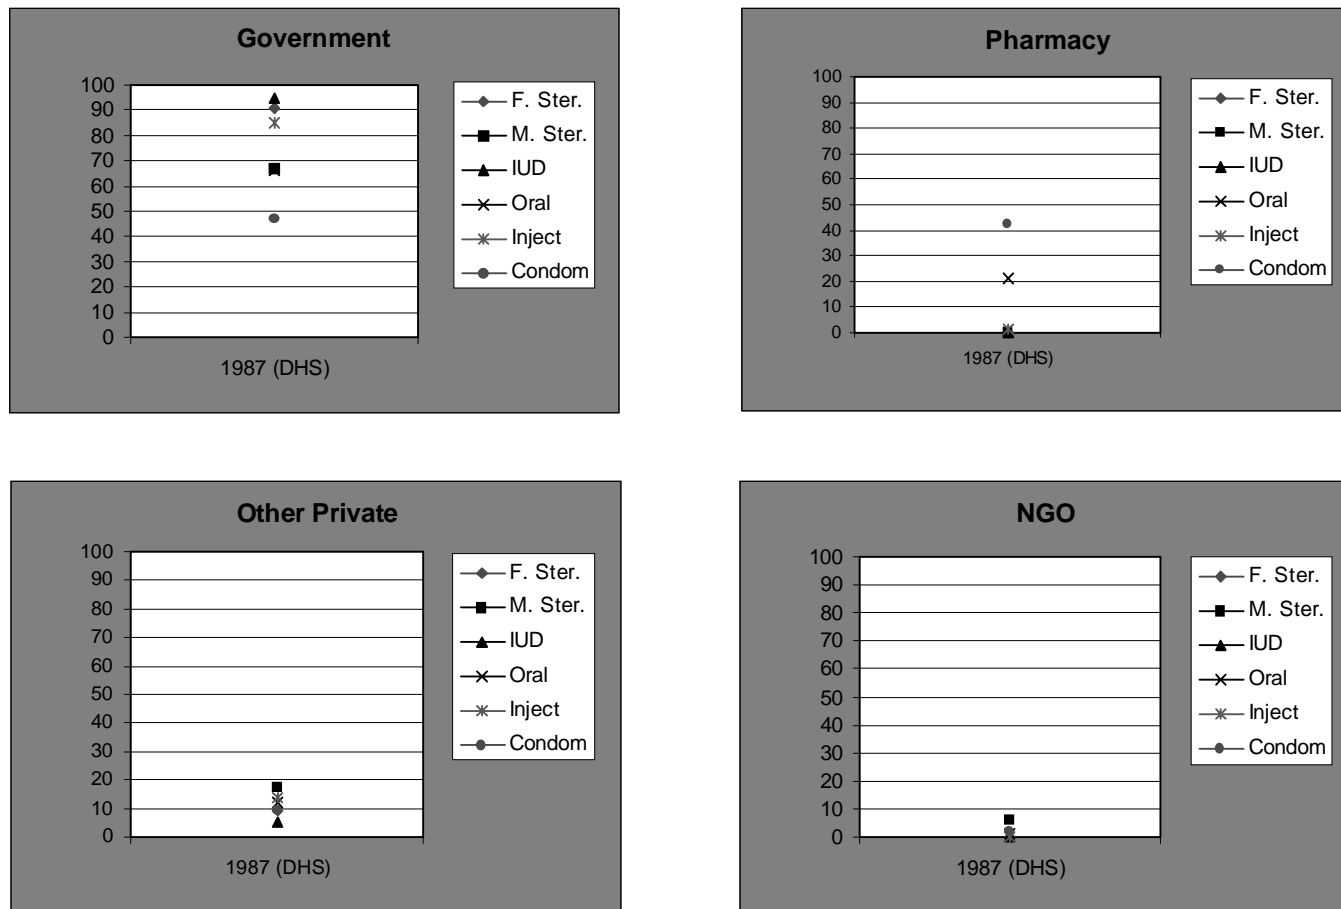 Government
100
90
80
70
60
50
40
30
20
10
0
1987 (DHS)
F. Ster.
M. Ster.
IUD
Oral
Inject
Condom
Pharmacy
100
90
80
70
60
50
40
30
20
10
0
1987 (DHS)
F. Ster.
M. Ster.
IUD
Oral
Inject
Condom
Other Private
100
90
80
70
60
50
40
30
20
10
0
1987 (DHS)
F. Ster.
M. Ster.
IUD
Oral
Inject
Condom
NGO
100
90
80
70
60
50
40
30
20
10
0
1987 (DHS)
F. Ster.
M. Ster.
IUD
Oral
Inject
Condom